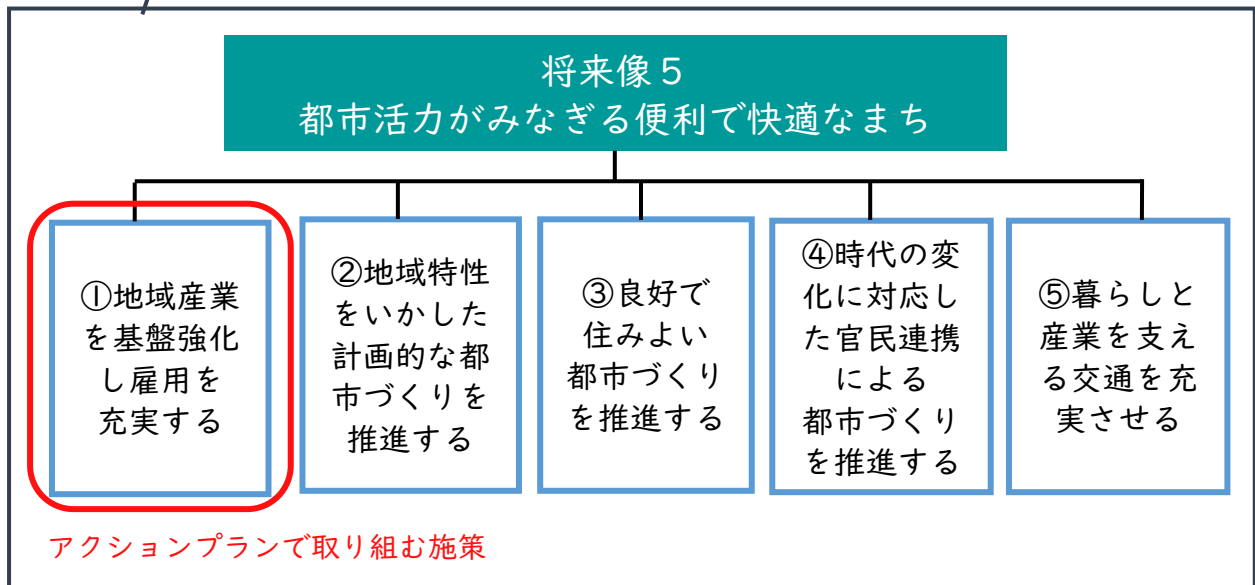 将来像５
都市活力がみなぎる便利で快適なまち
①地域産業
を基盤強化
し雇用を
充実する
②地域特性
をいかした
計画的な都
市づくりを
推進する
③良好で
住みよい
都市づくり
を推進する
④時代の変
化に対応し
た官民連携
による
都市づくり
を推進する
⑤暮らしと
産業を支え
る交通を充
実させる
アクションプランで取り組む施策